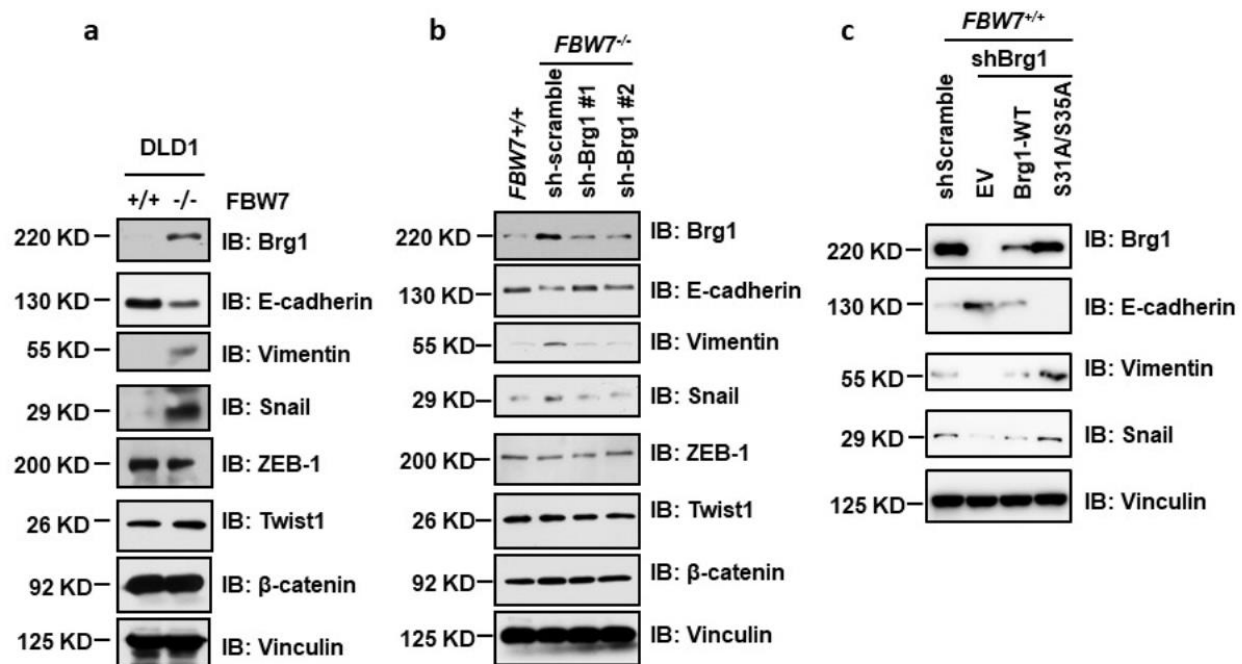 a
DLD1
+/+ -/- FBW7
220 KD IB: Brg1
130 KD IB: E-cadherin
55 KD IB: Vimentin
29 KD IB: Snail
200 KD IB: ZEB-1
26 KD IB: Twist1
92 KD IB: β-catenin
125 KD IB: Vinculin
b
FBW7-/-
FBW7+/+
sh-scramble
sh-Brg1 #1
sh-Brg1 #2
220 KD IB: Brg1
130 KD IB: E-cadherin
55 KD IB: Vimentin
29 KD IB: Snail
200 KD IB: ZEB-1
26 KD IB: Twist1
92 KD IB: β-catenin
125 KD IB: Vinculin
c
FBW7+/+
shBrg1
shScramble
EV
Brg1-WT
S31A/S35A
220 KD IB: Brg1
130 KD IB: E-cadherin
55 KD IB: Vimentin
29 KD IB: Snail
125 KD IB: Vinculin